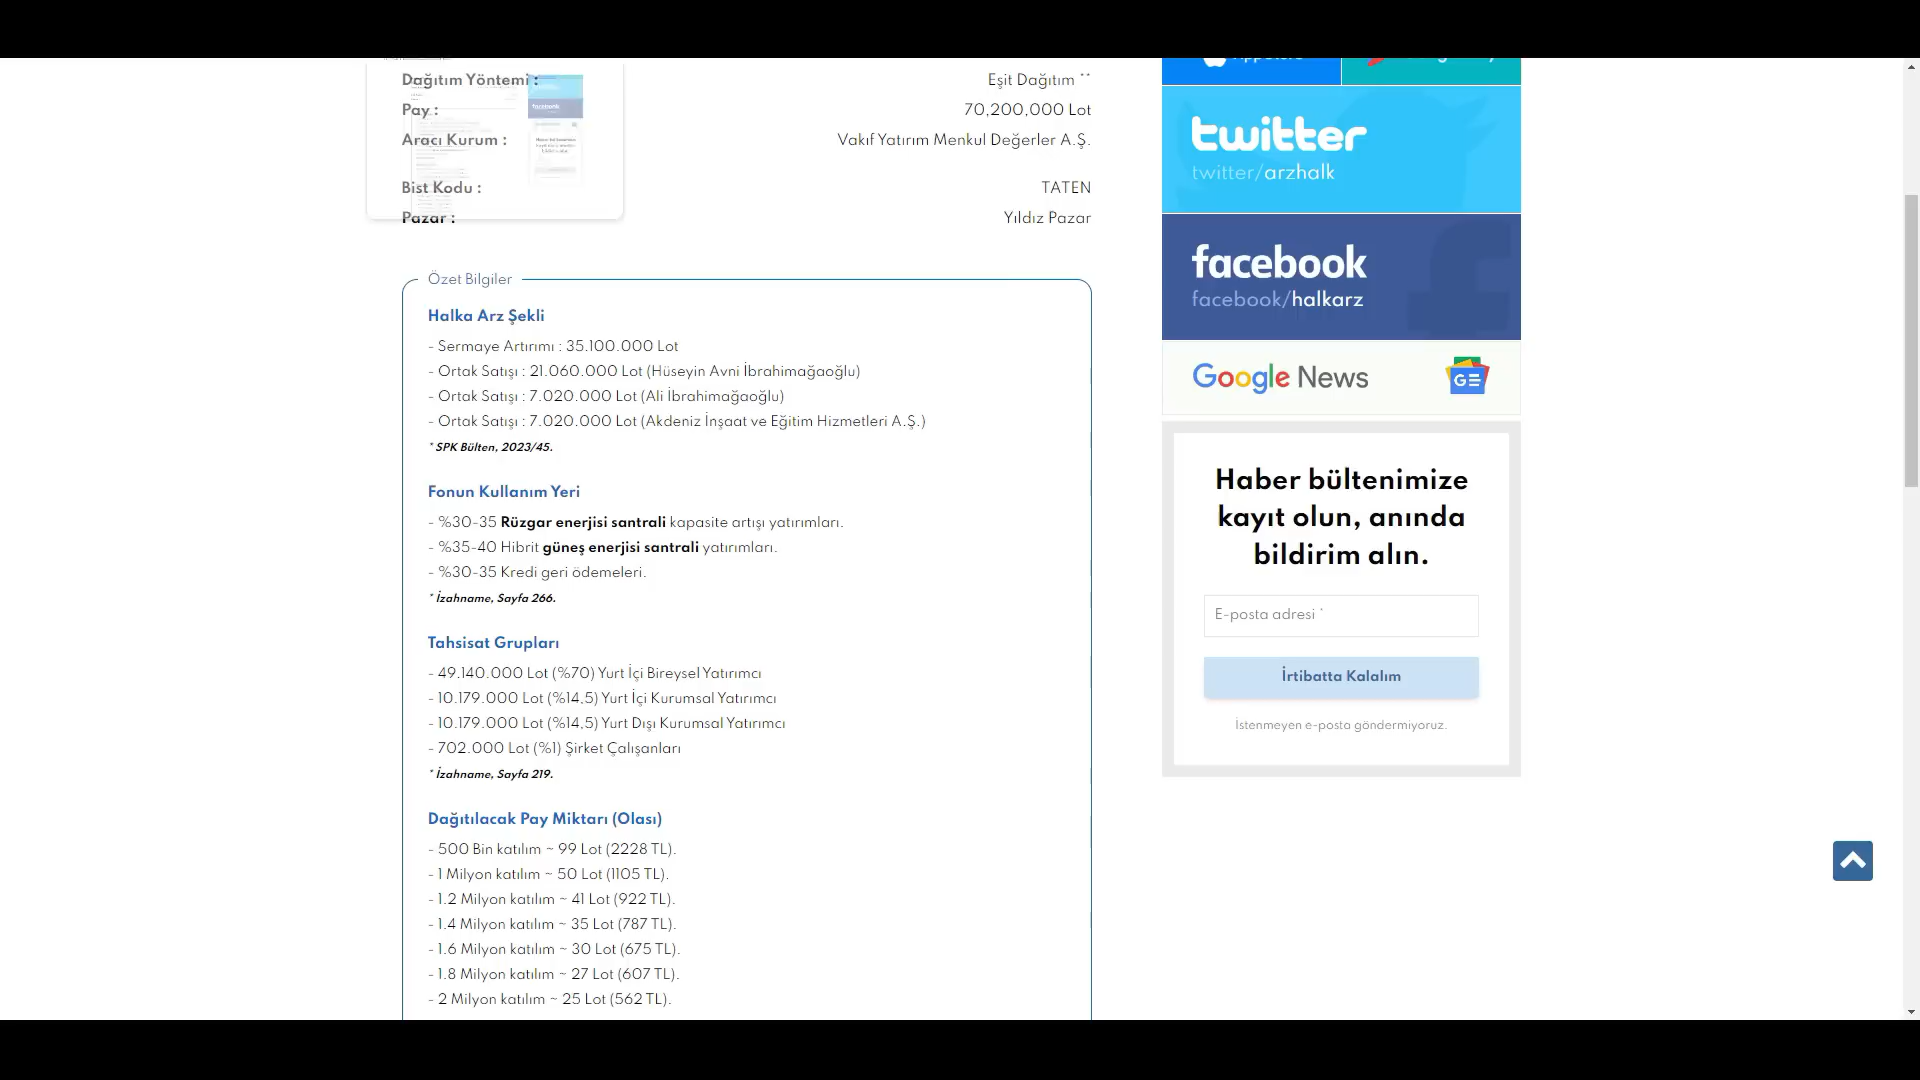 Dağıtım Yöntemi :
Eşit Dağıtım **
Pay :
70,200,000 Lot
Aracı Kurum :
Vakıf Yatırım Menkul Değerler A.Ş.
Bist Kodu :
TATEN
Pazar :
Yıldız Pazar
Özet Bilgiler
Halka Arz Şekli
- Sermaye Artırımı : 35.100.000 Lot
- Ortak Satışı : 21.060.000 Lot (Hüseyin Avni İbrahimağaoğlu)
- Ortak Satışı : 7.020.000 Lot (Ali İbrahimağaoğlu)
- Ortak Satışı : 7.020.000 Lot (Akdeniz İnşaat ve Eğitim Hizmetleri A.Ş.)
* SPK Bülten, 2023/45.
Fonun Kullanım Yeri
- %30-35 Rüzgar enerjisi santrali kapasite artışı yatırımları.
- %35-40 Hibrit güneş enerjisi santrali yatırımları.
- %30-35 Kredi geri ödemeleri.
* İzahname, Sayfa 266.
Tahsisat Grupları
- 49.140.000 Lot (%70) Yurt İçi Bireysel Yatırımcı
- 10.179.000 Lot (%14,5) Yurt İçi Kurumsal Yatırımcı
- 10.179.000 Lot (%14,5) Yurt Dışı Kurumsal Yatırımcı
- 702.000 Lot (%1) Şirket Çalışanları
* İzahname, Sayfa 219.
Dağıtılacak Pay Miktarı (Olası)
- 500 Bin katılım ~ 99 Lot (2228 TL).
- 1 Milyon katılım ~ 50 Lot (1105 TL).
- 1.2 Milyon katılım ~ 41 Lot (922 TL).
- 1.4 Milyon katılım ~ 35 Lot (787 TL).
- 1.6 Milyon katılım ~ 30 Lot (675 TL).
- 1.8 Milyon katılım ~ 27 Lot (607 TL).
- 2 Milyon katılım ~ 25 Lot (562 TL).
twitter
twitter/arzhalk
facebook
facebook/halkarz
Google News
GE
Haber bültenimize
kayıt olun, anında
bildirim alın.
E-posta adresi *
İrtibatta Kalalım
İstenmeyen e-posta göndermıyoruz.